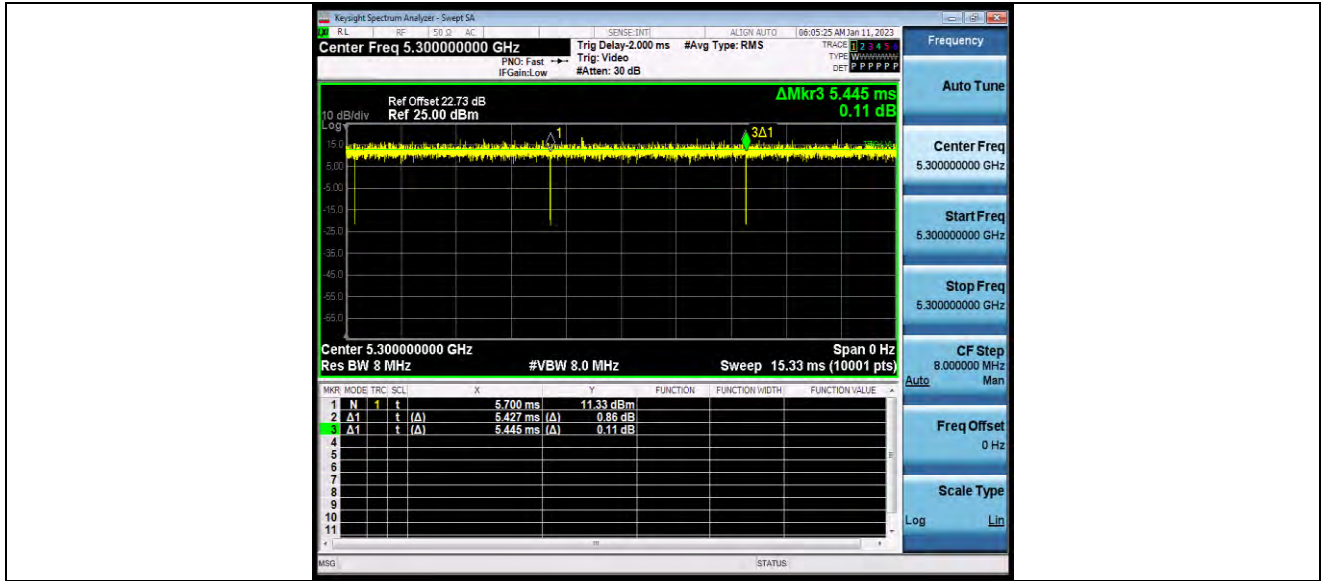 Keysight Spectrum Analyzer - Swept SA
RL RF 50 Ω AC SENSE:INT ALIGN AUTO 06:05:25 AM Jan 11, 2023
Center Freq 5.300000000 GHz
PNO: Fast
IFGain:Low
Trig Delay-2.000 ms
Trig: Video
#Atten: 30 dB
#Avg Type: RMS
TRACE 1 2 3 4 5 6
TYPE WWWWWW
DET P P P P P P
Frequency
ΔMkr3 5.445 ms
0.11 dB
Ref Offset 22.73 dB
10 dB/div Ref 25.00 dBm
Log
1
3Δ1
15.0
5.00
-5.00
-15.0
-25.0
-35.0
-45.0
-55.0
-65.0
Center 5.300000000 GHz Span 0 Hz
Res BW 8 MHz #VBW 8.0 MHz Sweep 15.33 ms (10001 pts)
MKR MODE TRC SCL X Y FUNCTION FUNCTION WIDTH FUNCTION VALUE
1 N 1 t 5.700 ms 11.33 dBm
2 Δ1 t (Δ) 5.427 ms (Δ) 0.86 dB
3 Δ1 t (Δ) 5.445 ms (Δ) 0.11 dB
4
5
6
7
8
9
10
11
MSG STATUS
Auto Tune
Center Freq
5.300000000 GHz
Start Freq
5.300000000 GHz
Stop Freq
5.300000000 GHz
CF Step
8.000000 MHz
Auto Man
Freq Offset
0 Hz
Scale Type
Log Lin